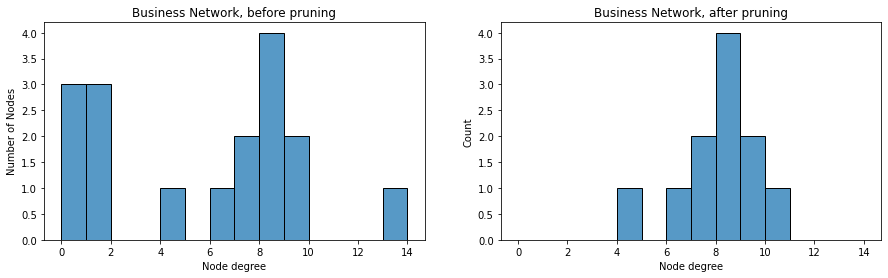 Business Network, before pruning
Number of Nodes
4.0
3.5
3.0
2.5
2.0
1.5
1.0
0.5
0.0
0 2 4 6 8 10 12 14
Node degree
Business Network, after pruning
Count
4.0
3.5
3.0
2.5
2.0
1.5
1.0
0.5
0.0
0 2 4 6 8 10 12 14
Node degree